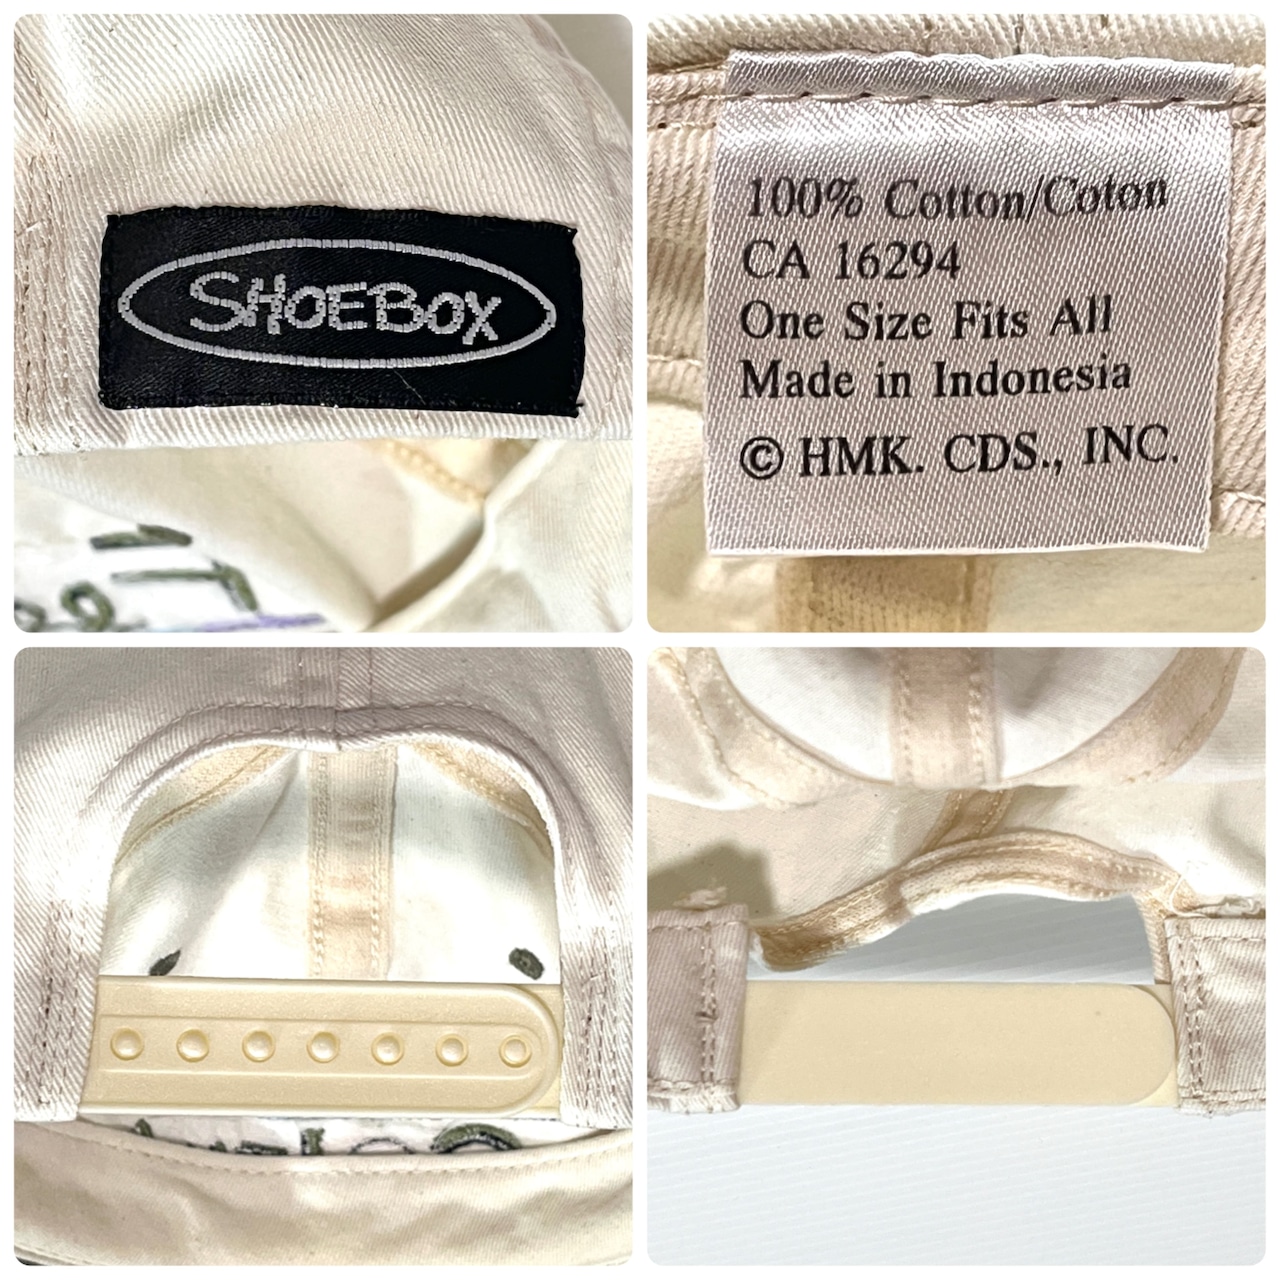 SHOEBOX
100% Cotton/Coton
CA 16294
One Size Fits All
Made in Indonesia
© HMK. CDS., INC.